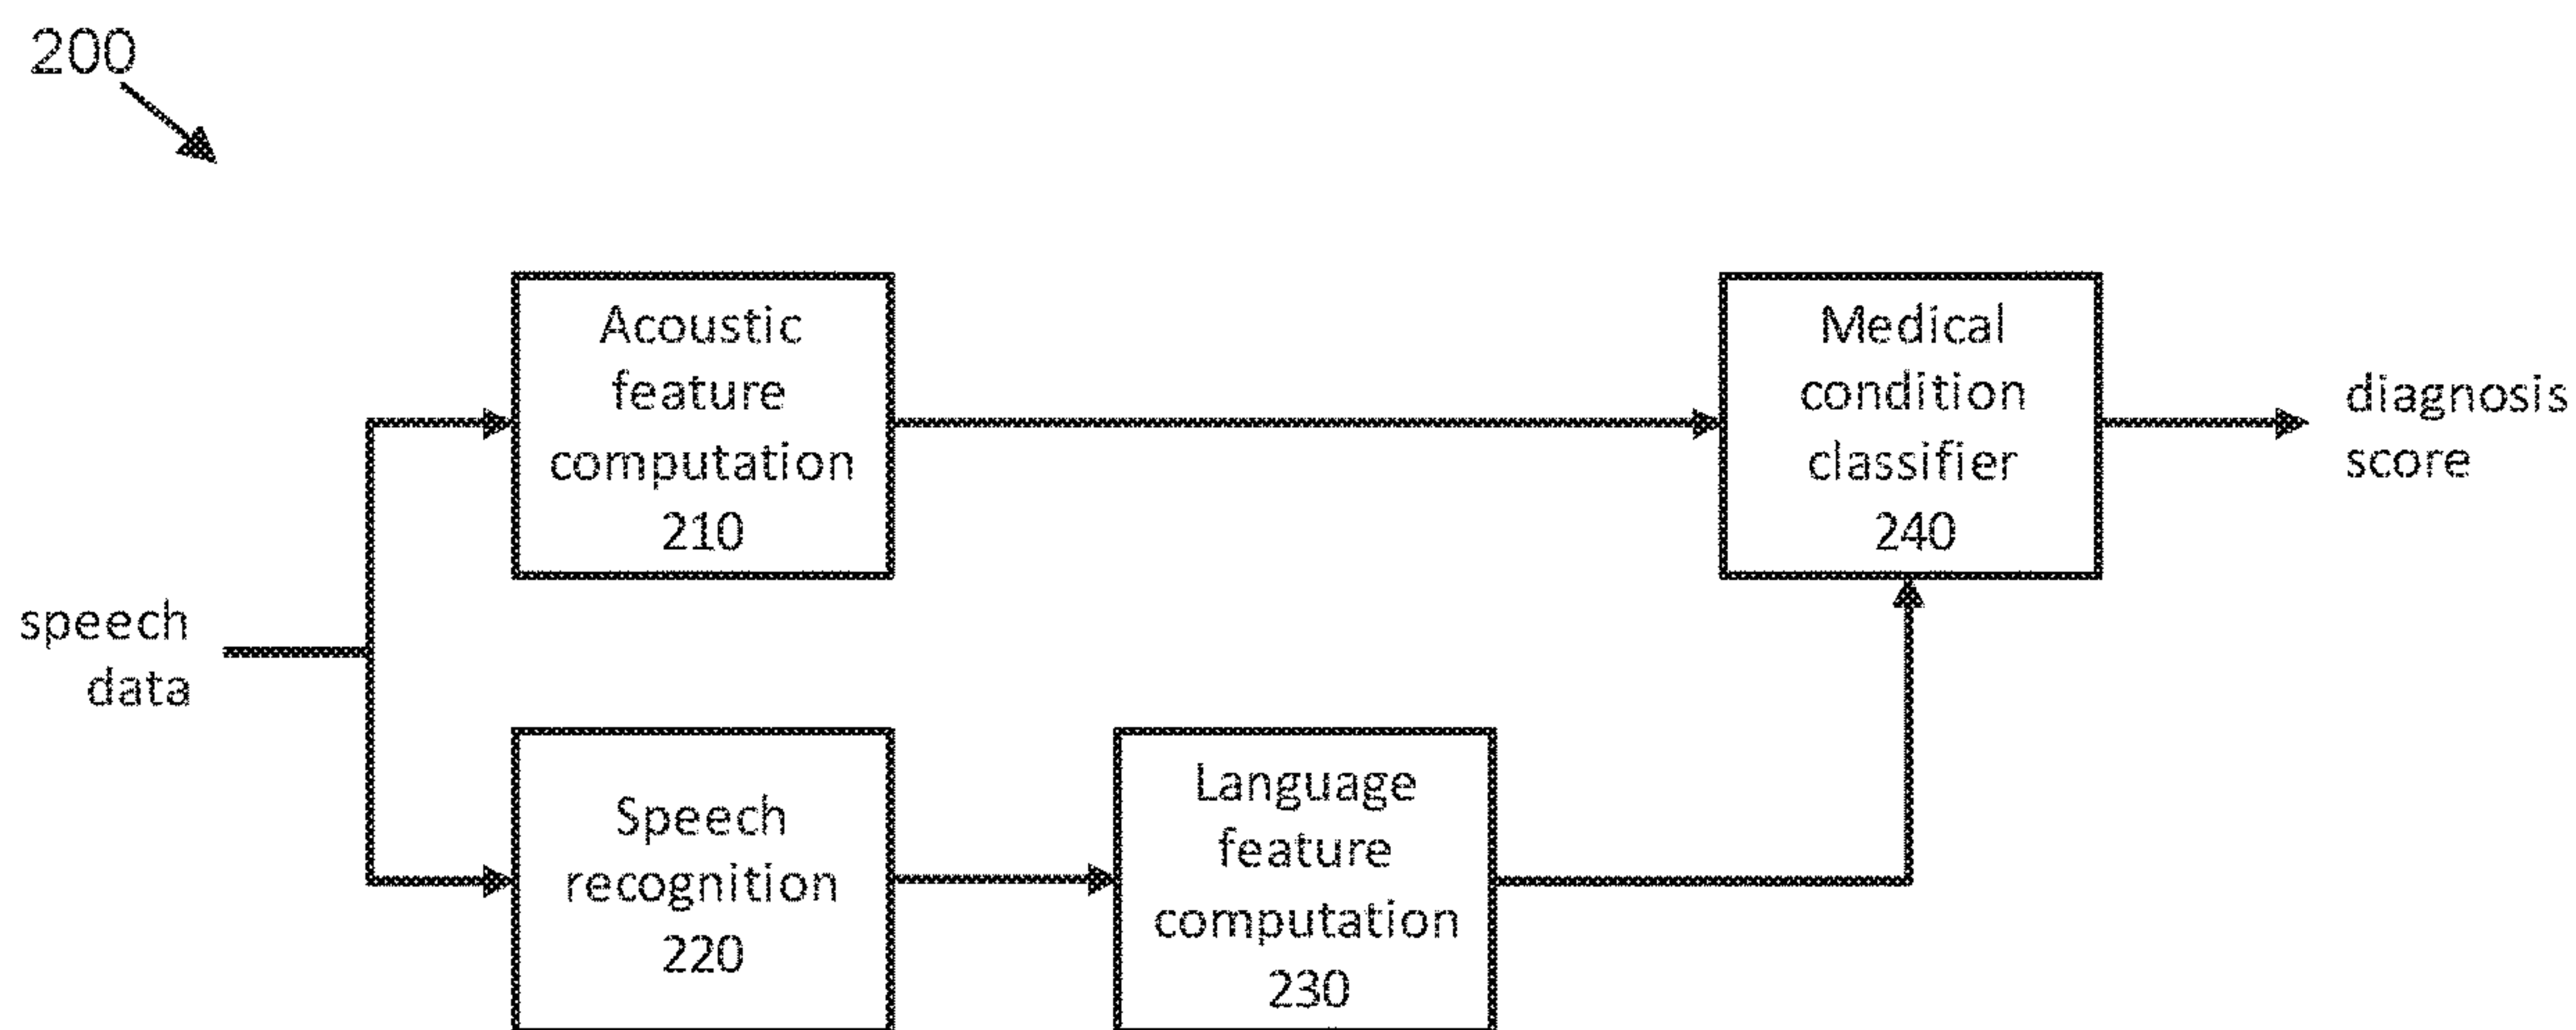 200
Acoustic
feature
computation
210
Medical
condition
classifier
240
diagnosis
score
speech
data
Speech
recognition
220
Language
feature
computation
230